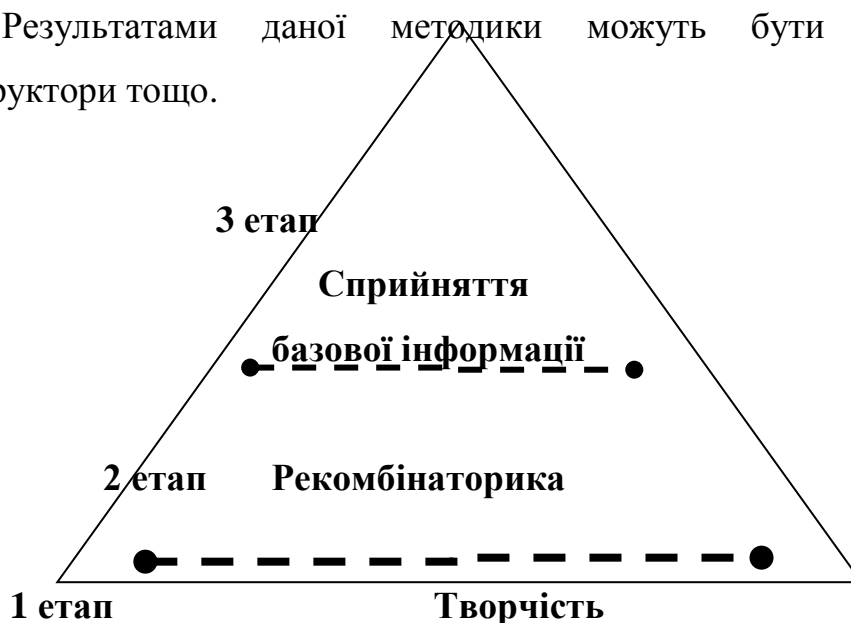 Результатами даної методики можуть бути
руктори тощо.
3 етап
Сприйняття
базової інформації
2 етап Рекомбінаторика
1 етап Творчість